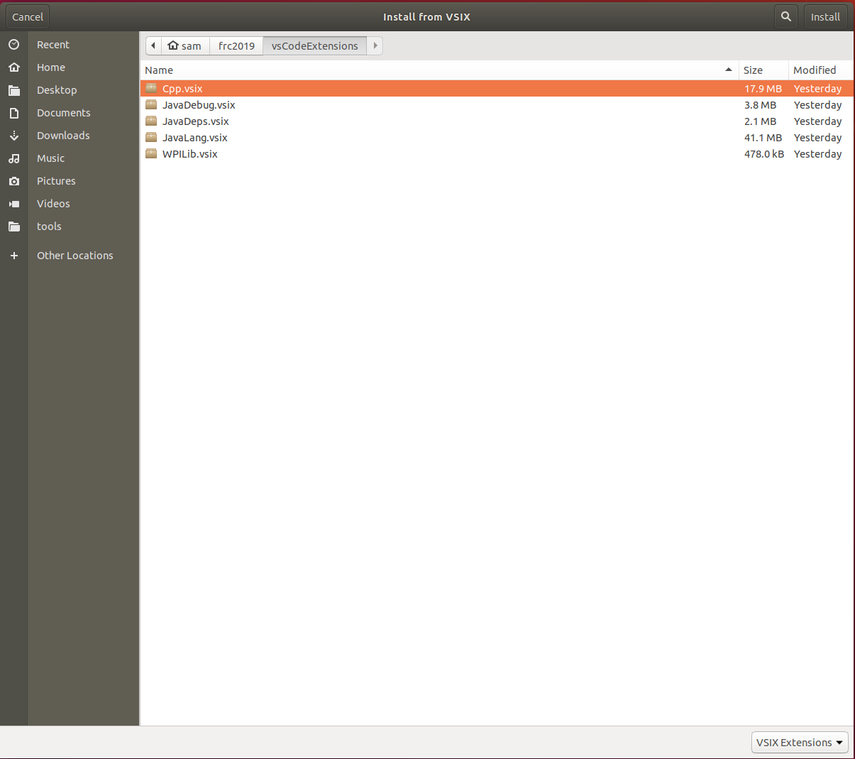 Cancel Install from VSIX Install
Recent
Home
Desktop
Documents
Downloads
Music
Pictures
Videos
tools
Other Locations
sam frc2019 vsCodeExtensions
Name Size Modified
Cpp.vsix 17.9 MB Yesterday
JavaDebug.vsix 3.8 MB Yesterday
JavaDeps.vsix 2.1 MB Yesterday
JavaLang.vsix 41.1 MB Yesterday
WPILib.vsix 478.0 kB Yesterday
VSIX Extensions